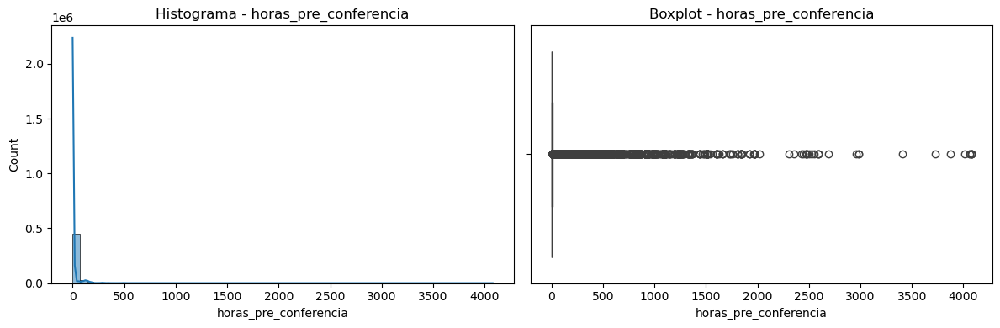 Histograma - horas_pre_conferencia
1e6
2.0
1.5
1.0
0.5
0.0
Count
0 500 1000 1500 2000 2500 3000 3500 4000
horas_pre_conferencia
Boxplot - horas_pre_conferencia
0 500 1000 1500 2000 2500 3000 3500 4000
horas_pre_conferencia